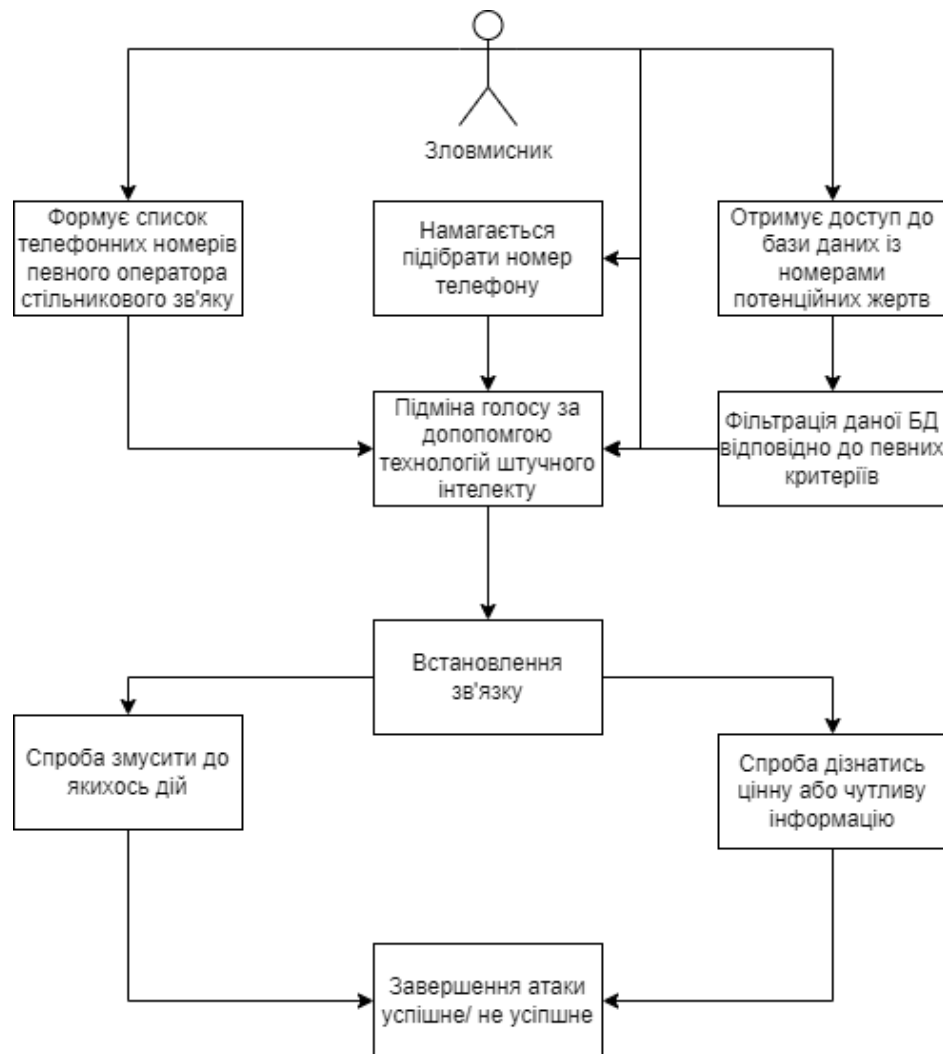 Зловмисник
Формує список
телефонних номерів
певного оператора
стільникового зв'яку
Намагається
підібрати номер
телефону
Отримує доступ до
бази даних із
номерами
потенційних жертв
Підміна голосу за
допопомгою
технологій штучного
інтелекту
Фільтрація даної БД
відповідно до певних
критеріїв
Встановлення
зв'язку
Спроба змусити до
якихось дій
Спроба дізнатись
цінну або чутливу
інформацію
Завершення атаки
успішне/ не усіпшне